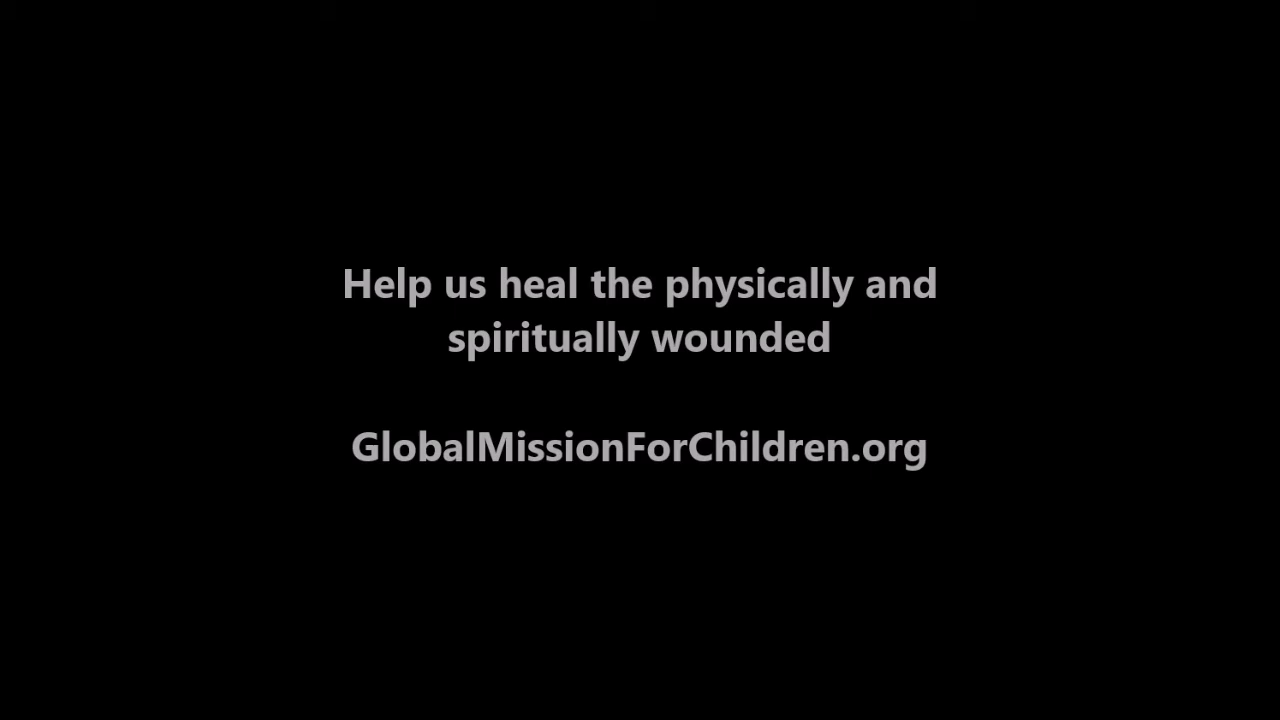 Help us heal the physically and
spiritually wounded
GlobalMissionForChildren.org